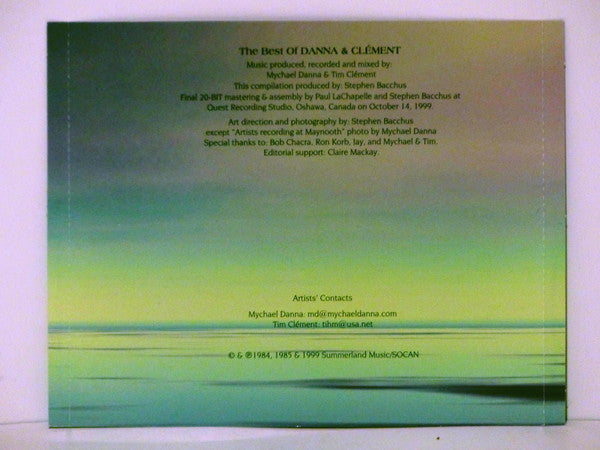 The Best Of DANNA & CLÉMENT
Music produced, recorded and mixed by:
Mychael Danna & Tim Clément
This compilation produced by: Stephen Bacchus
Final 20-BIT mastering & assembly by Paul LaChapelle and Stephen Bacchus at
Quest Recording Studio, Oshawa, Canada on October 14, 1999.
Art direction and photography by: Stephen Bacchus
except "Artists recording at Maynooth" photo by Mychael Danna
Special thanks to: Bob Chacra, Ron Korb, Jay, and Mychael & Tim.
Editorial support: Claire Mackay.
Artists' Contacts
Mychael Danna: md@mychaeldanna.com
Tim Clément: tihm@usa.net
© & ℗1984, 1985 & 1999 Summerland Music/SOCAN